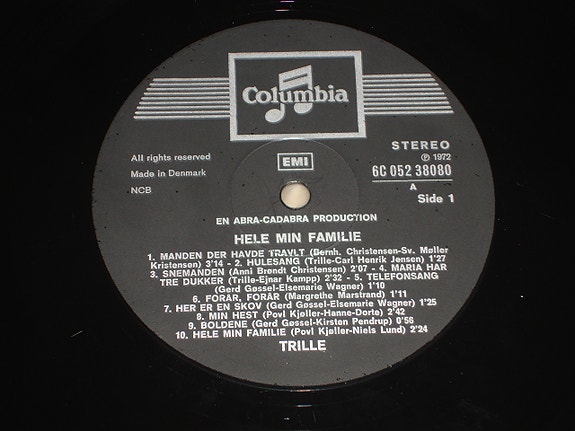 Columbia
All rights reserved
Made in Denmark
NCB
EMI
STEREO
℗ 1972
6C 052 38080
A
Side 1
EN ABRA-CADABRA PRODUCTION
HELE MIN FAMILIE
1. MANDEN DER HAVDE TRAVLT (Bernh. Christensen-Sv. Møller
Kristensen) 3'14 - 2. HULESANG (Trille-Carl Henrik Jensen) 1'27
3. SNEMANDEN (Anni Brendt Christensen) 2'07 - 4. MARIA HAR
TRE DUKKER (Trille-Ejnar Kampp) 2'32 - 5. TELEFONSANG
(Gerd Gøssel-Elsemarie Wagner) 1'10
6. FORÅR, FORÅR (Margrethe Marstrand) 1'11
7. HER ER EN SKOV (Gerd Gøssel-Elsemarie Wagner) 1'25
8. MIN HEST (Povl Kjøller-Hanne-Dorte) 2'42
9. BOLDENE (Gerd Gøssel-Kirsten Pendrup) 0'56
10. HELE MIN FAMILIE (Povl Kjøller-Niels Lund) 2'24
TRILLE